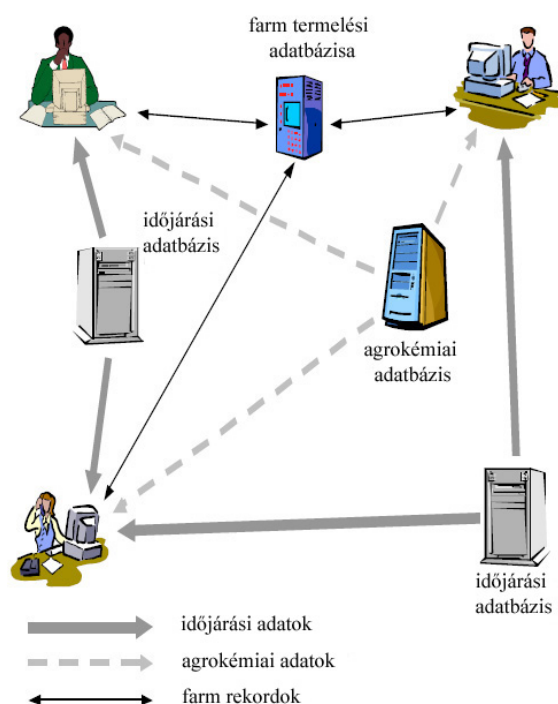 farm termelési
adatbázisa
időjárási
adatbázis
agrokémiai
adatbázis
időjárási
adatbázis
időjárási adatok
agrokémiai adatok
farm rekordok